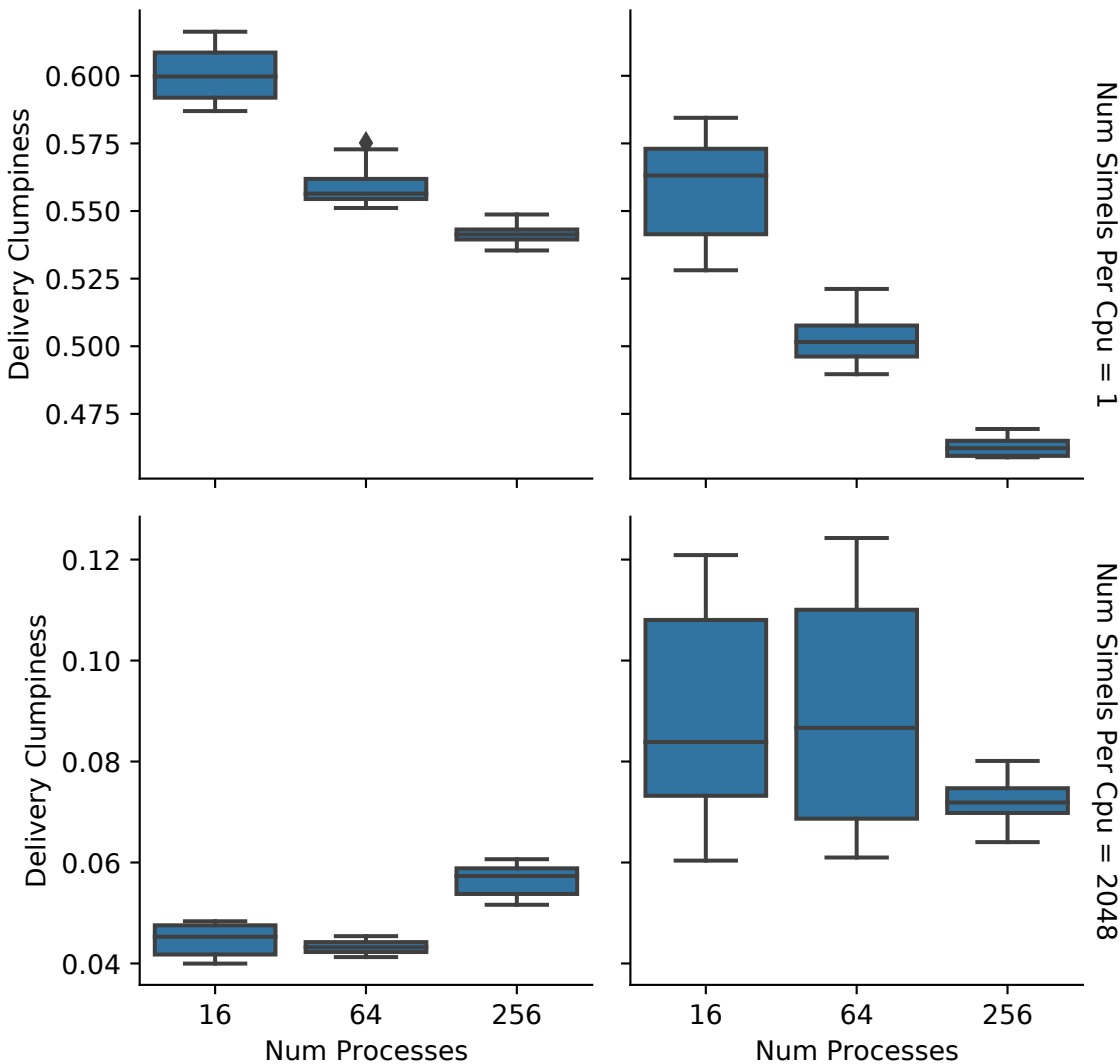 Delivery Clumpiness
0.600
0.575
0.550
0.525
0.500
0.475
Num Simels Per Cpu = 1
Delivery Clumpiness
0.12
0.10
0.08
0.06
0.04
Num Simels Per Cpu = 2048
16 64 256
16 64 256
Num Processes
Num Processes